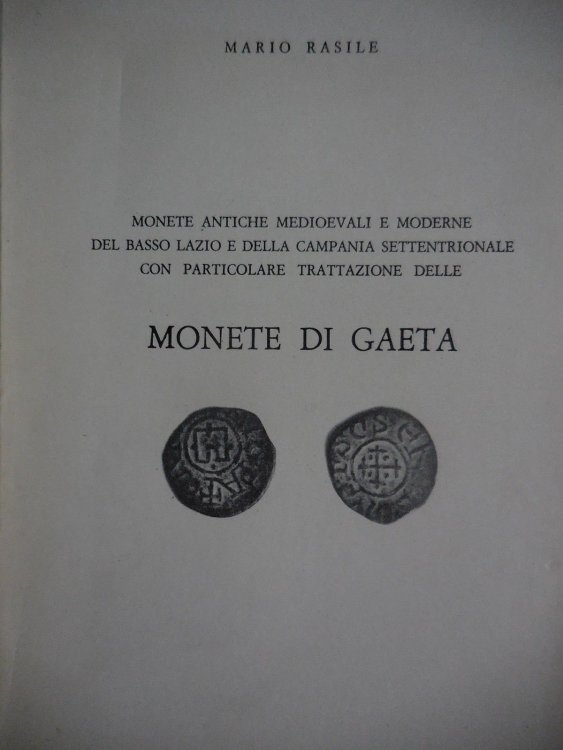 MARIO RASILE
MONETE ANTICHE MEDIOEVALI E MODERNE
DEL BASSO LAZIO E DELLA CAMPANIA SETTENTRIONALE
CON PARTICOLARE TRATTAZIONE DELLE
MONETE DI GAETA